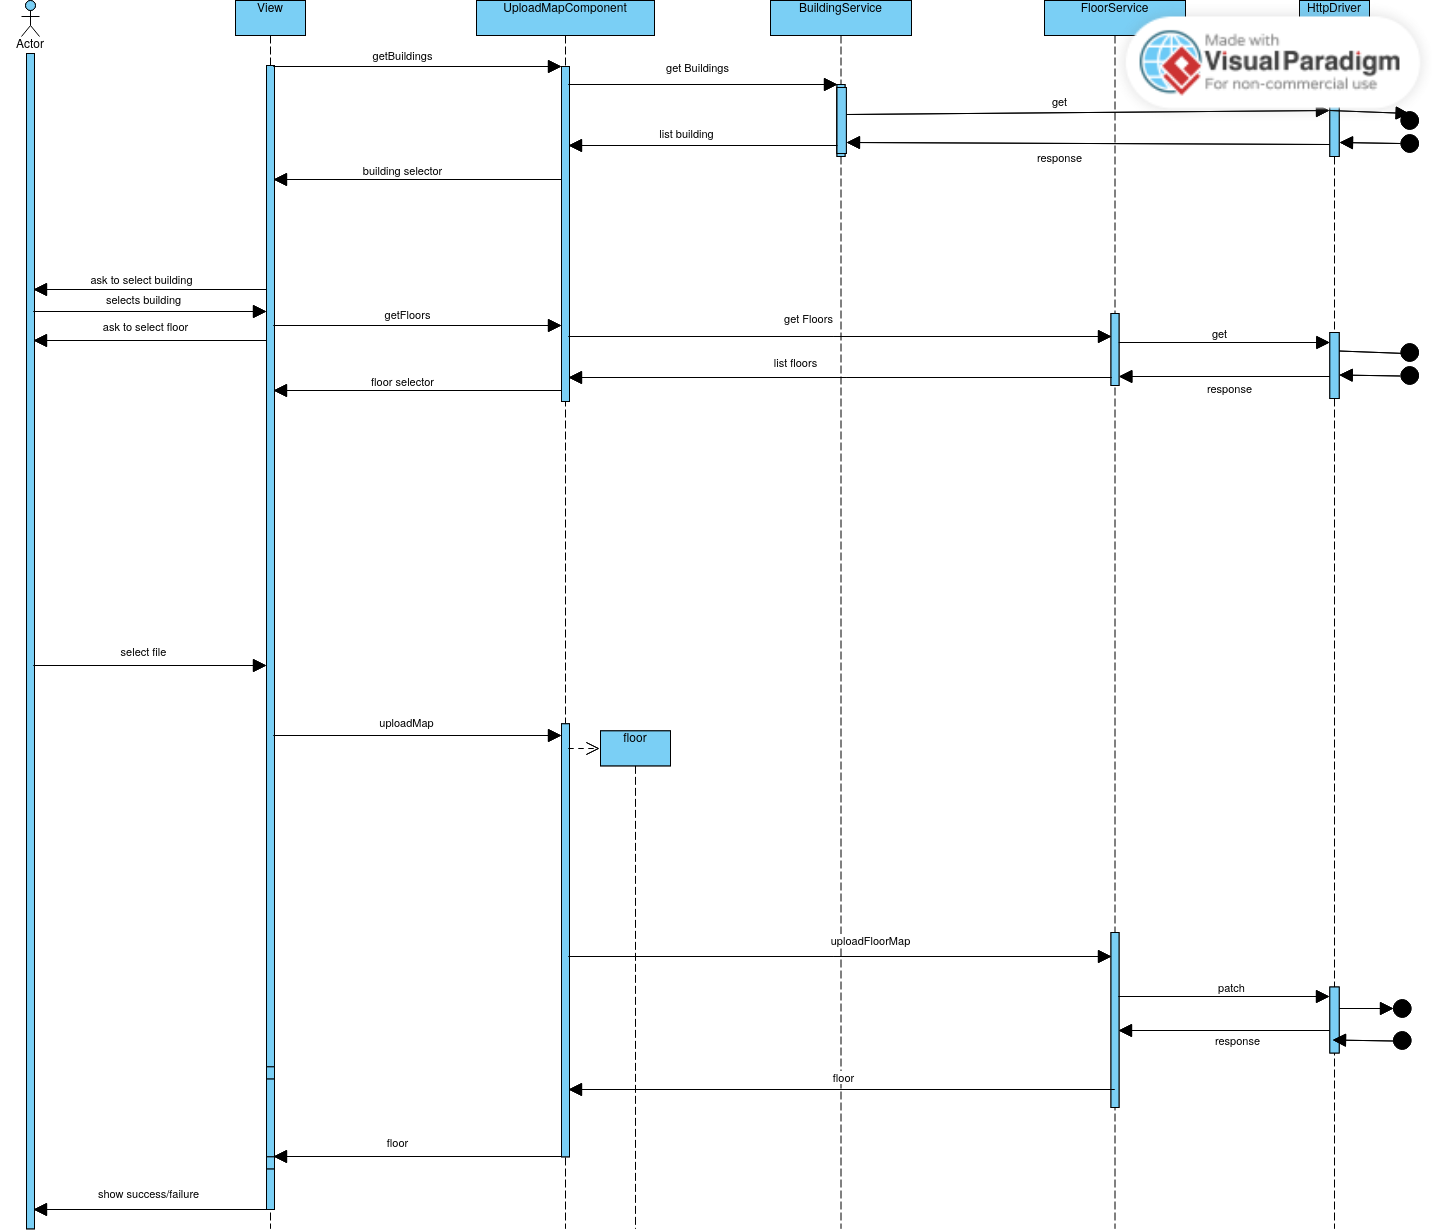 View
UploadMapComponent
BuildingService
FloorService
HttpDriver
Actor
Made with
Visual Paradigm
For non-commercial use
getBuildings
get Buildings
get
list building
response
building selector
ask to select building
selects building
getFloors
get Floors
ask to select floor
get
list floors
floor selector
response
select file
uploadMap
floor
uploadFloorMap
patch
response
floor
floor
show success/failure